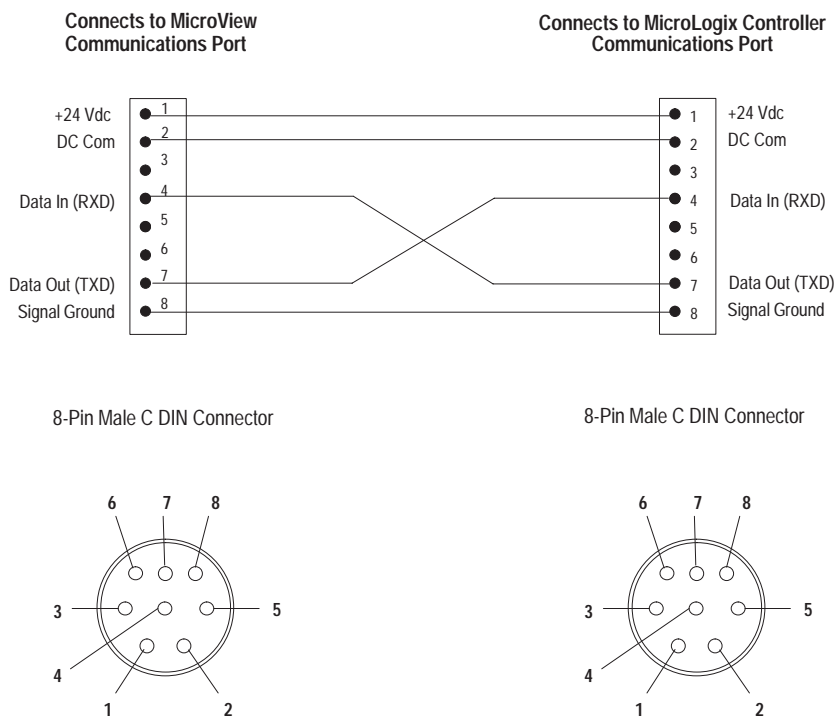 Connects to MicroView
Communications Port
Connects to MicroLogix Controller
Communications Port
+24 Vdc
DC Com
Data In (RXD)
Data Out (TXD)
Signal Ground
1
2
3
4
5
6
7
8
1
2
3
4
5
6
7
8
+24 Vdc
DC Com
Data In (RXD)
Data Out (TXD)
Signal Ground
8-Pin Male C DIN Connector
8-Pin Male C DIN Connector
6 7 8
3 5
4
1 2
6 7 8
3 5
4
1 2